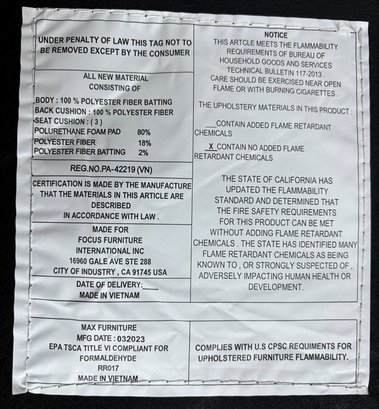 UNDER PENALTY OF LAW THIS TAG NOT TO
BE REMOVED EXCEPT BY THE CONSUMER
ALL NEW MATERIAL
CONSISTING OF
BODY : 100 % POLYESTER FIBER BATTING
BACK CUSHION : 100% POLYESTER FIBER
SEAT CUSHION : ( 3 )
POLURETHANE FOAM PAD 80%
POLYESTER FIBER 18%
POLYESTER FIBER BATTING 2%
REG.NO.PA-42219 (VN)
CERTIFICATION IS MADE BY THE MANUFACTURE
THAT THE MATERIALS IN THIS ARTICLE ARE
DESCRIBED
IN ACCORDANCE WITH LAW .
MADE FOR
FOCUS FURNITURE
INTERNATIONAL INC
16960 GALE AVE STE 288
CITY OF INDUSTRY , CA 91745 USA
DATE OF DELIVERY:___
MADE IN VIETNAM
MAX FURNITURE
MFG DATE : 032023
EPA TSCA TITLE VI COMPLIANT FOR
FORMALDEHYDE
RR017
MADE IN VIETNAM
NOTICE
THIS ARTCLE MEETS THE FLAMMABILITY
REQUIREMENTS OF BUREAU OF
HOUSEHOLD GOODS AND SERVICES
TECHNICAL BULLETIN 117-2013
CARE SHOULD BE EXERCISED NEAR OPEN
FLAME OR WITH BURNING CIGARETTES .
THE UPHOLSTERY MATERIALS IN THIS PRODUCT :
___CONTAIN ADDED FLAME RETARDANT
CHEMICALS
_X_CONTAIN NO ADDED FLAME
RETARDANT CHEMICALS
THE STATE OF CALIFORNIA HAS
UPDATED THE FLAMMABILITY
STANDARD AND DETERMINED THAT
THE FIRE SAFETY REQUIREMENTS
FOR THIS PRODUCT CAN BE MET
WITHOUT ADDING FLAME RETARDANT
CHEMICALS . THE STATE HAS IDENTIFIED MANY
FLAME RETARDANT CHEMICALS AS BEING
KNOWN TO , OR STRONGLY SUSPECTED OF ,
ADVERSELY IMPACTING HUMAN HEALTH OR
DEVELOPMENT.
COMPLIES WITH U.S CPSC REQUIMENTS FOR
UPHOLSTERED FURNITURE FLAMMABILITY.